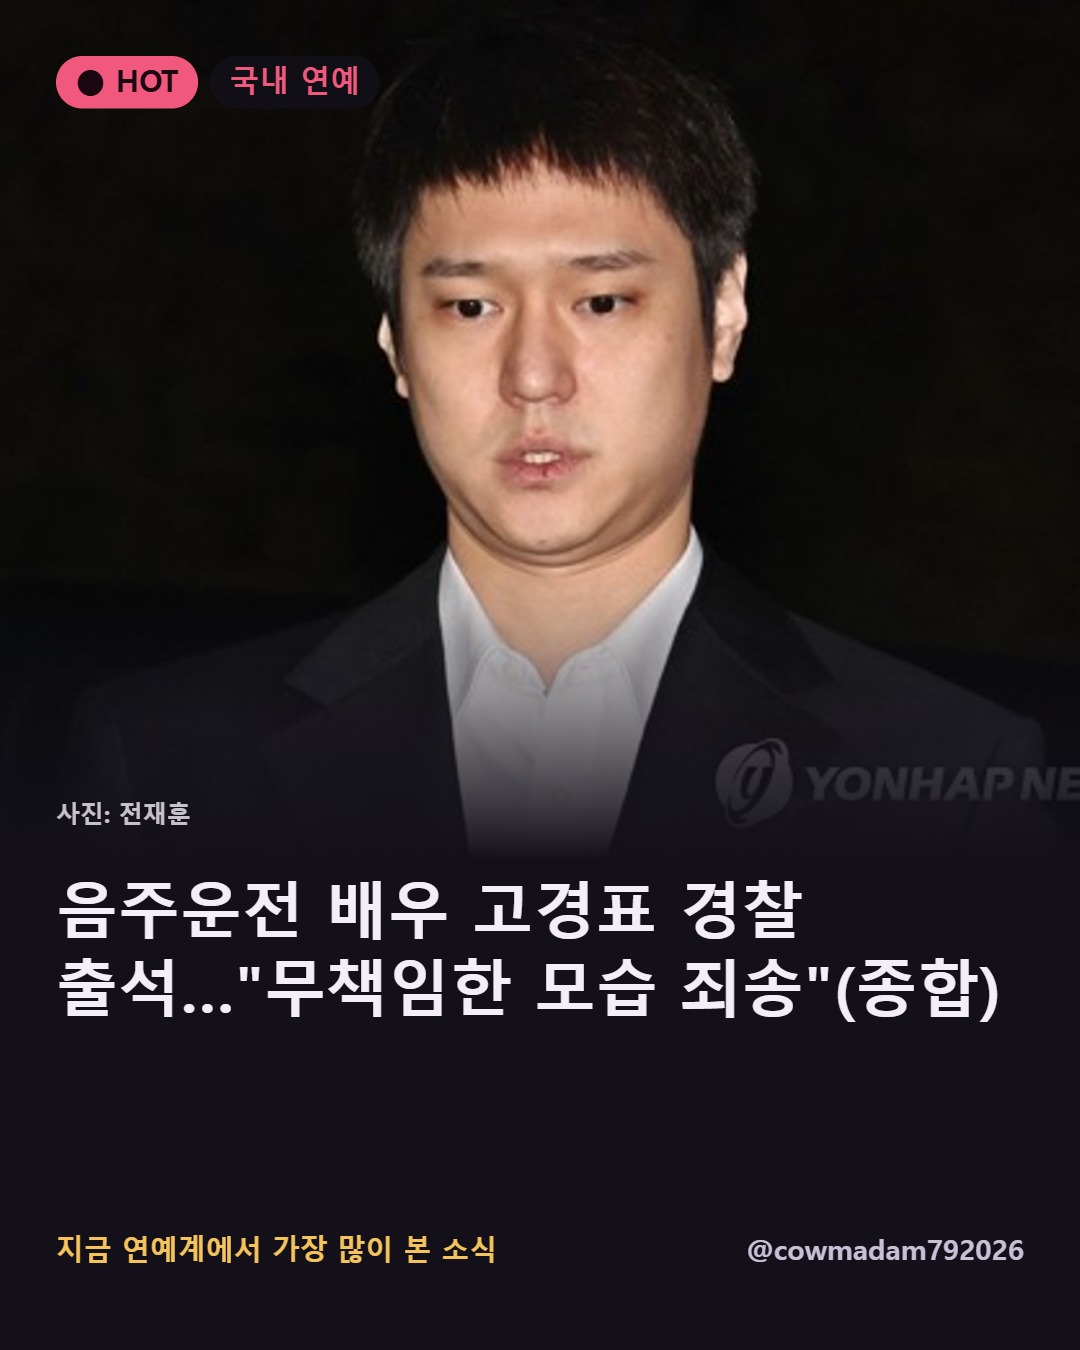 HOT
국내 연예
YONHAP NE
사진: 전재훈
음주운전 배우 고경표 경찰
출석..."무책임한 모습 죄송"(종합)
지금 연예계에서 가장 많이 본 소식
@cowmadam792026